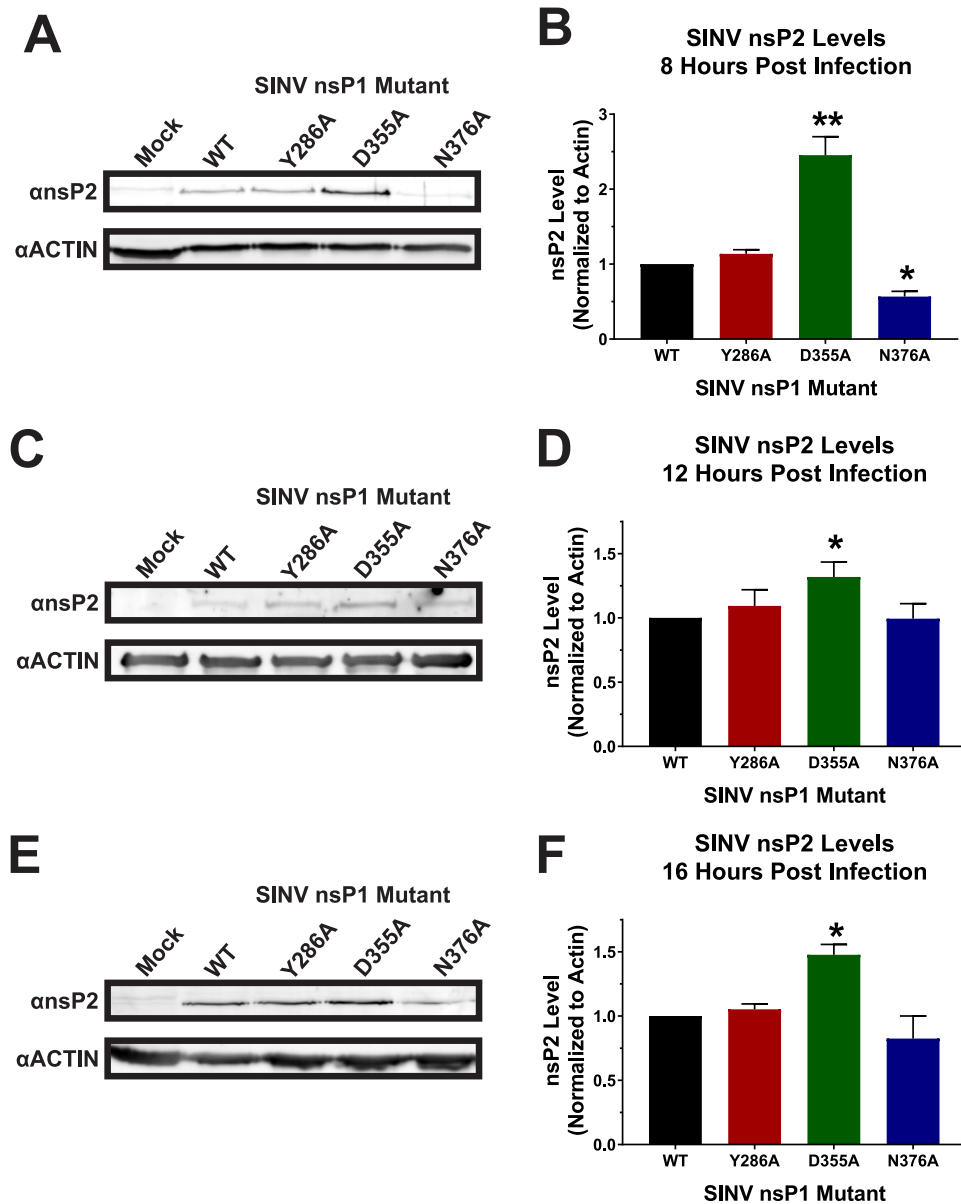 A
SINV nsP1 Mutant
Mock
WT
Y286A
D355A
N376A
αnsP2
αACTIN
B
SINV nsP2 Levels
8 Hours Post Infection
nsP2 Level
(Normalized to Actin)
3
2
1
0
**
*
WT
Y286A
D355A
N376A
SINV nsP1 Mutant
C
SINV nsP1 Mutant
Mock
WT
Y286A
D355A
N376A
αnsP2
αACTIN
D
SINV nsP2 Levels
12 Hours Post Infection
nsP2 Level
(Normalized to Actin)
1.5
1.0
0.5
0.0
*
WT
Y286A
D355A
N376A
SINV nsP1 Mutant
E
SINV nsP1 Mutant
Mock
WT
Y286A
D355A
N376A
αnsP2
αACTIN
F
SINV nsP2 Levels
16 Hours Post Infection
nsP2 Level
(Normalized to Actin)
1.5
1.0
0.5
0.0
*
WT
Y286A
D355A
N376A
SINV nsP1 Mutant